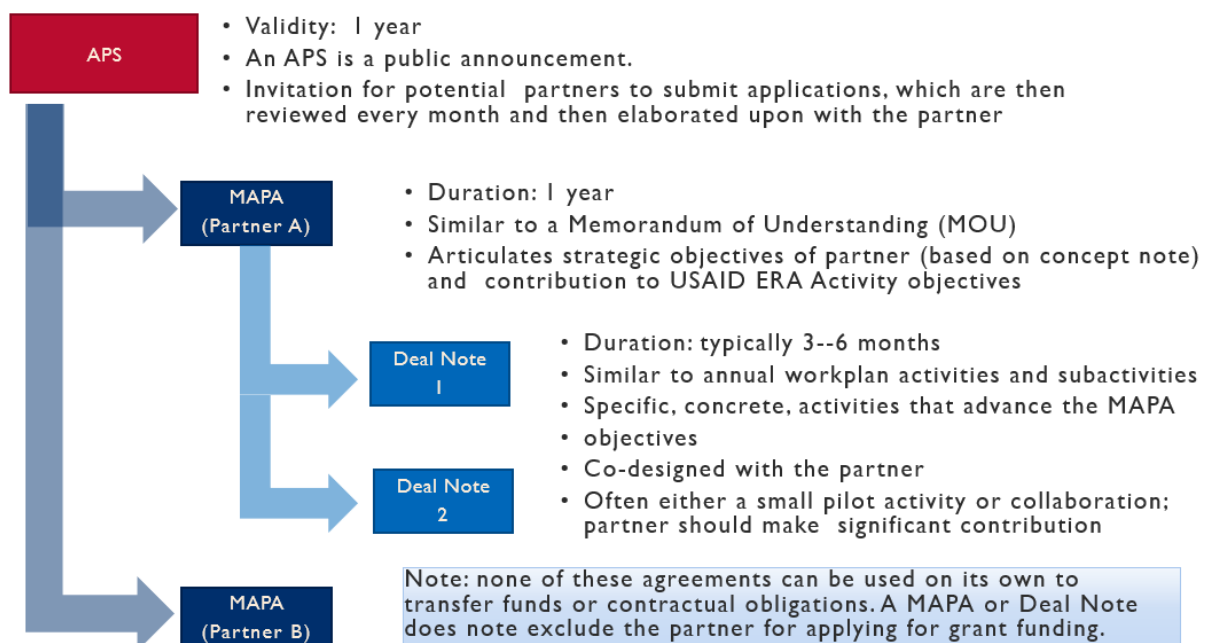 APS
• Validity: 1 year
• An APS is a public announcement.
• Invitation for potential partners to submit applications, which are then
reviewed every month and then elaborated upon with the partner
MAPA
(Partner A)
• Duration: 1 year
• Similar to a Memorandum of Understanding (MOU)
• Articulates strategic objectives of partner (based on concept note)
and contribution to USAID ERA Activity objectives
Deal Note
1
• Duration: typically 3--6 months
• Similar to annual workplan activities and subactivities
• Specific, concrete, activities that advance the MAPA
• objectives
• Co-designed with the partner
• Often either a small pilot activity or collaboration;
partner should make significant contribution
Deal Note
2
MAPA
(Partner B)
Note: none of these agreements can be used on its own to
transfer funds or contractual obligations. A MAPA or Deal Note
does note exclude the partner for applying for grant funding.